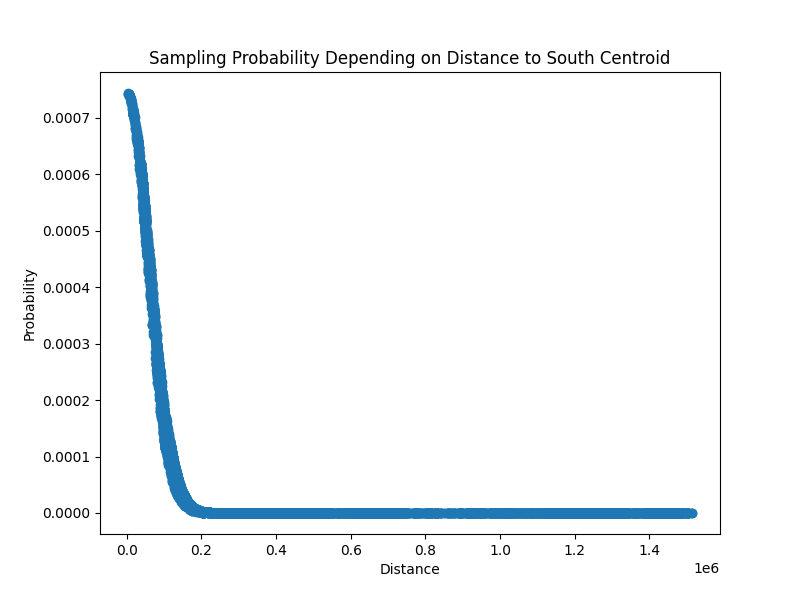 Sampling Probability Depending on Distance to South Centroid
0.0007
0.0006
0.0005
0.0004
0.0003
0.0002
0.0001
0.0000
Probability
0.0 0.2 0.4 0.6 0.8 1.0 1.2 1.4
1e6
Distance